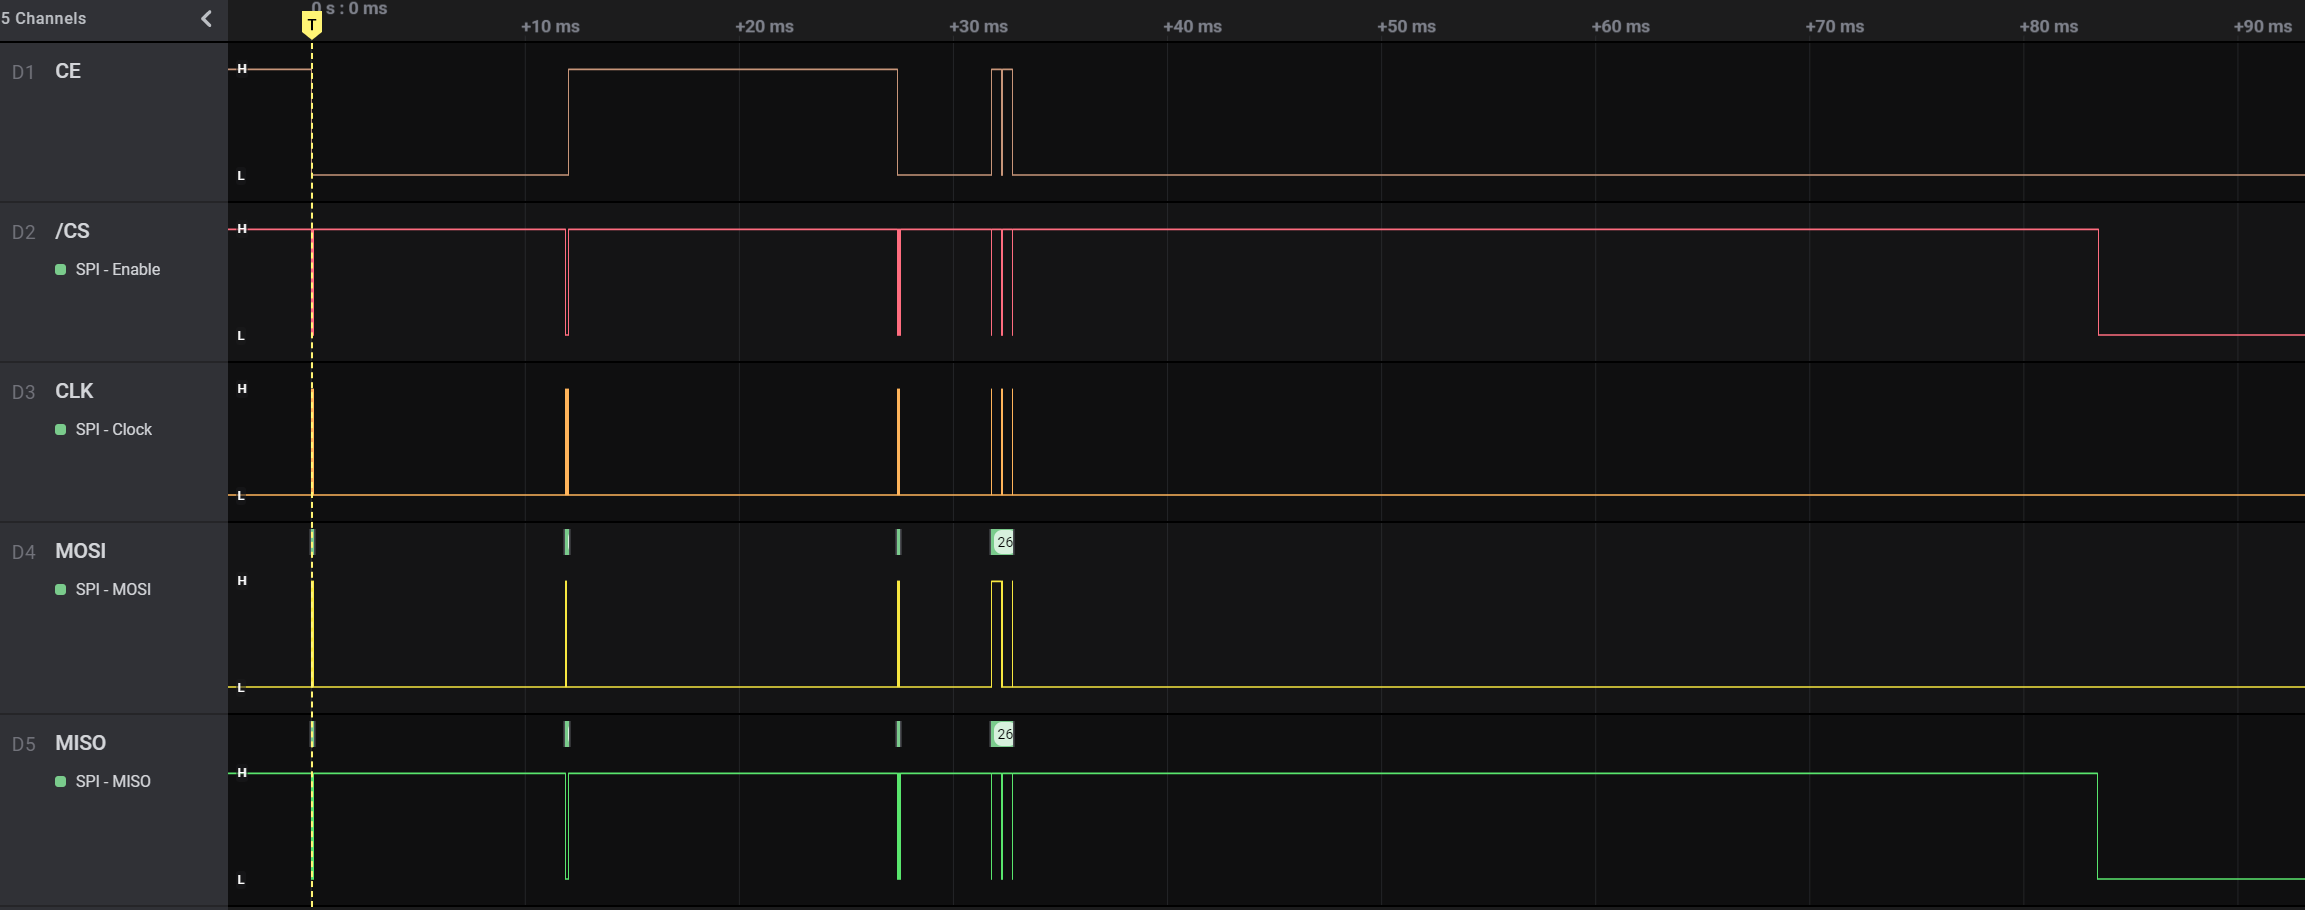 5 Channels
0 s : 0 ms
T
+10 ms +20 ms +30 ms +40 ms +50 ms +60 ms +70 ms +80 ms +90 ms
D1 CE
H
L
D2 /CS
SPI - Enable
H
L
D3 CLK
SPI - Clock
H
L
D4 MOSI
SPI - MOSI
26
H
L
D5 MISO
SPI - MISO
26
H
L